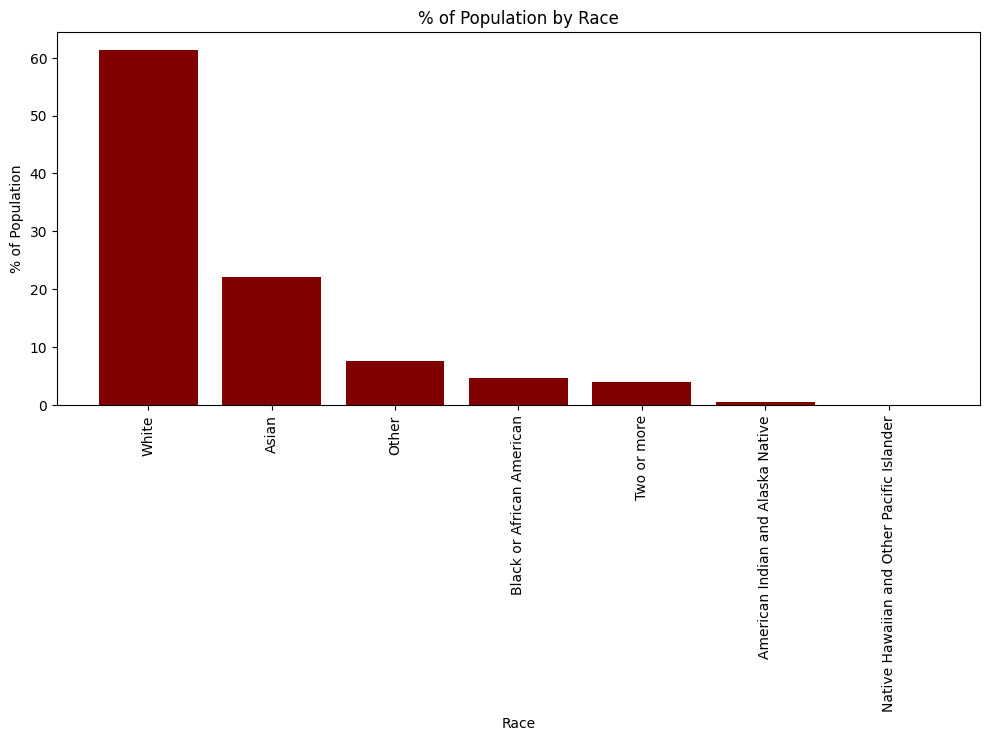 % of Population by Race
% of Population
60
50
40
30
20
10
0
White
Asian
Other
Black or African American
Two or more
American Indian and Alaska Native
Native Hawaiian and Other Pacific Islander
Race